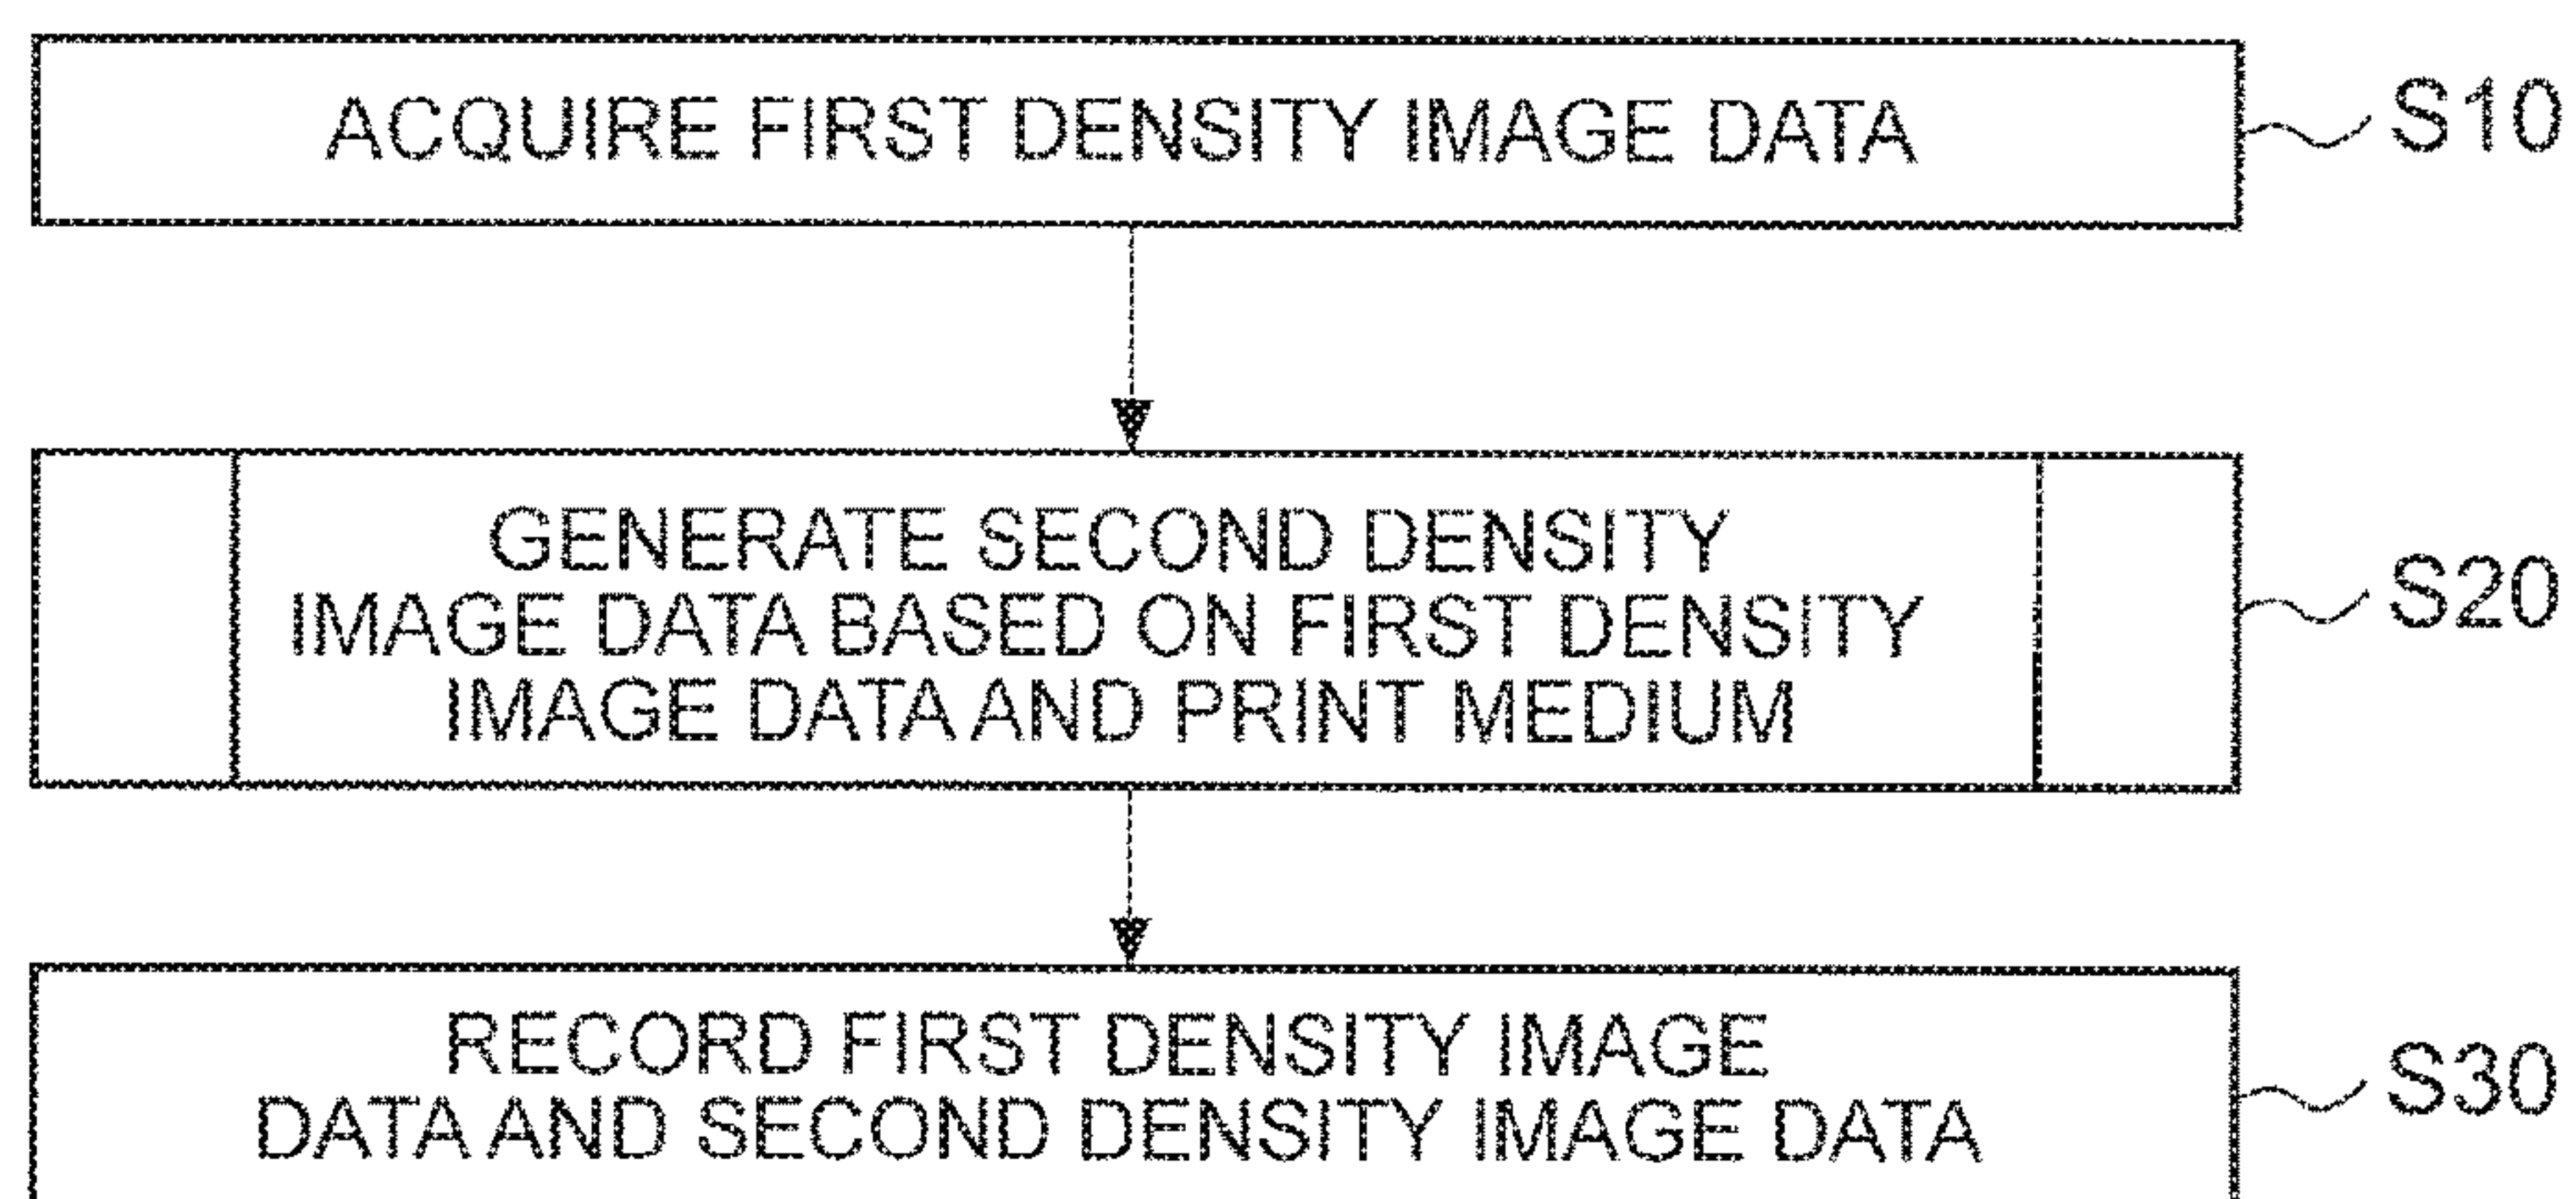 ACQUIRE FIRST DENSITY IMAGE DATA
S10
GENERATE SECOND DENSITY
IMAGE DATA BASED ON FIRST DENSITY
IMAGE DATA AND PRINT MEDIUM
S20
RECORD FIRST DENSITY IMAGE
DATA AND SECOND DENSITY IMAGE DATA
S30